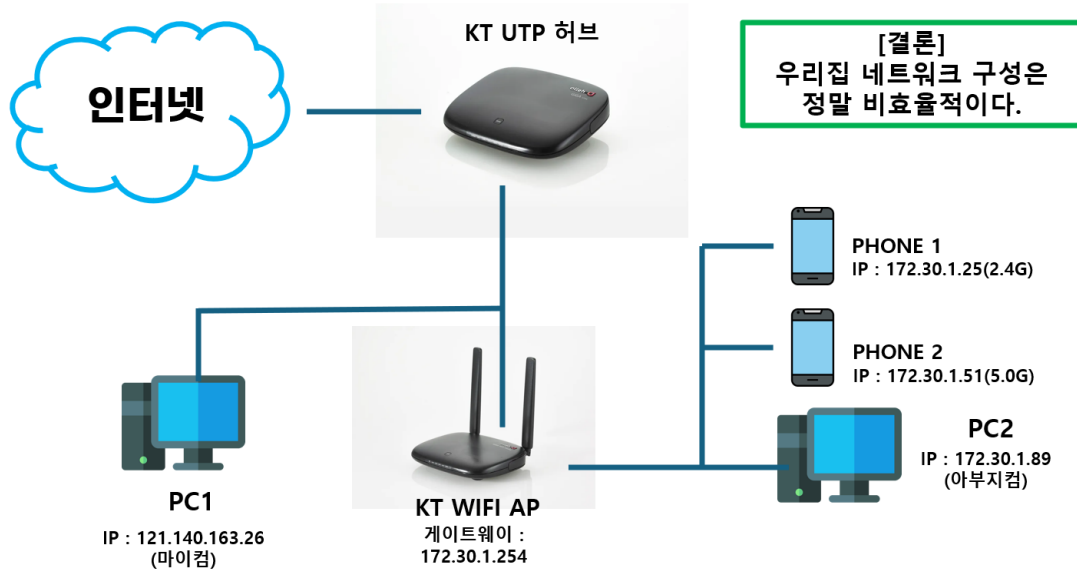 KT UTP 허브
인터넷
[결론]
우리집 네트워크 구성은
정말 비효율적이다.
PHONE 1
IP : 172.30.1.25(2.4G)
PHONE 2
IP : 172.30.1.51(5.0G)
PC2
IP : 172.30.1.89
(아부지컴)
PC1
IP : 121.140.163.26
(마이컴)
KT WIFI AP
게이트웨이 :
172.30.1.254